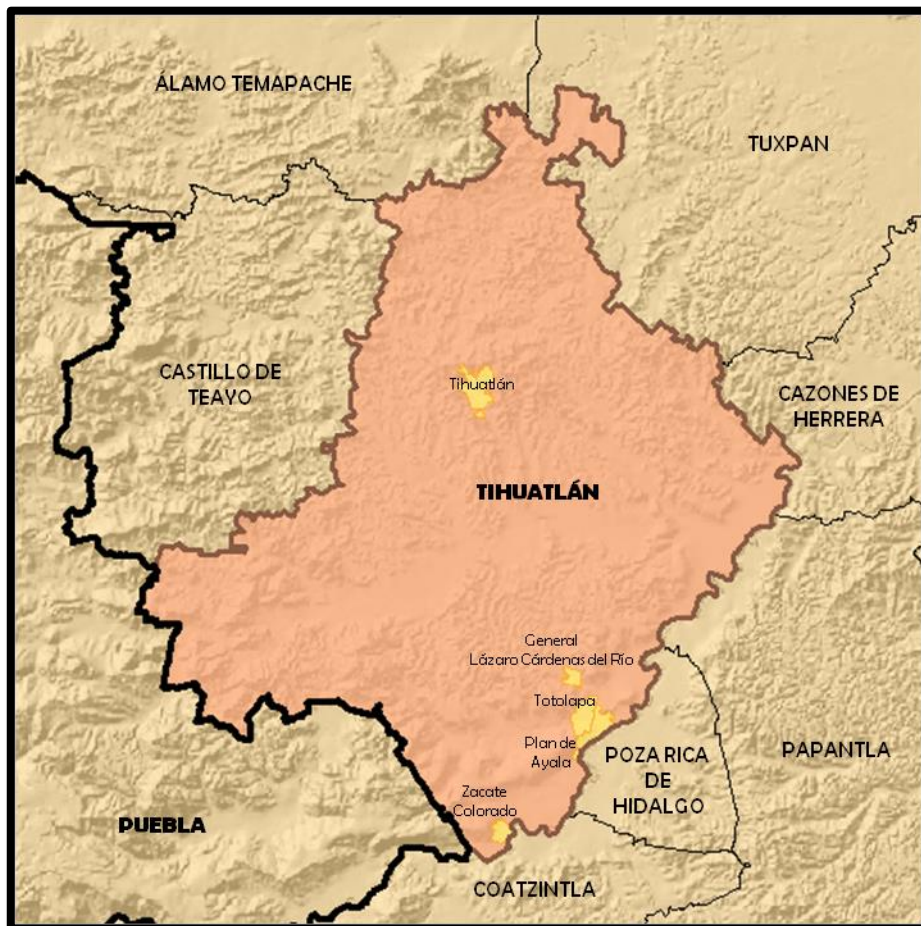 ÁLAMO TEMAPACHE
TUXPAN
CASTILLO DE
TEAYO
Tihuatlán
CAZONES DE
HERRERA
TIHUATLÁN
General
Lázaro Cárdenas del Río
Totolapa
Plan de
Ayala
POZA RICA
DE
HIDALGO
PAPANTLA
Zacate
Colorado
PUEBLA
COATZINTLA